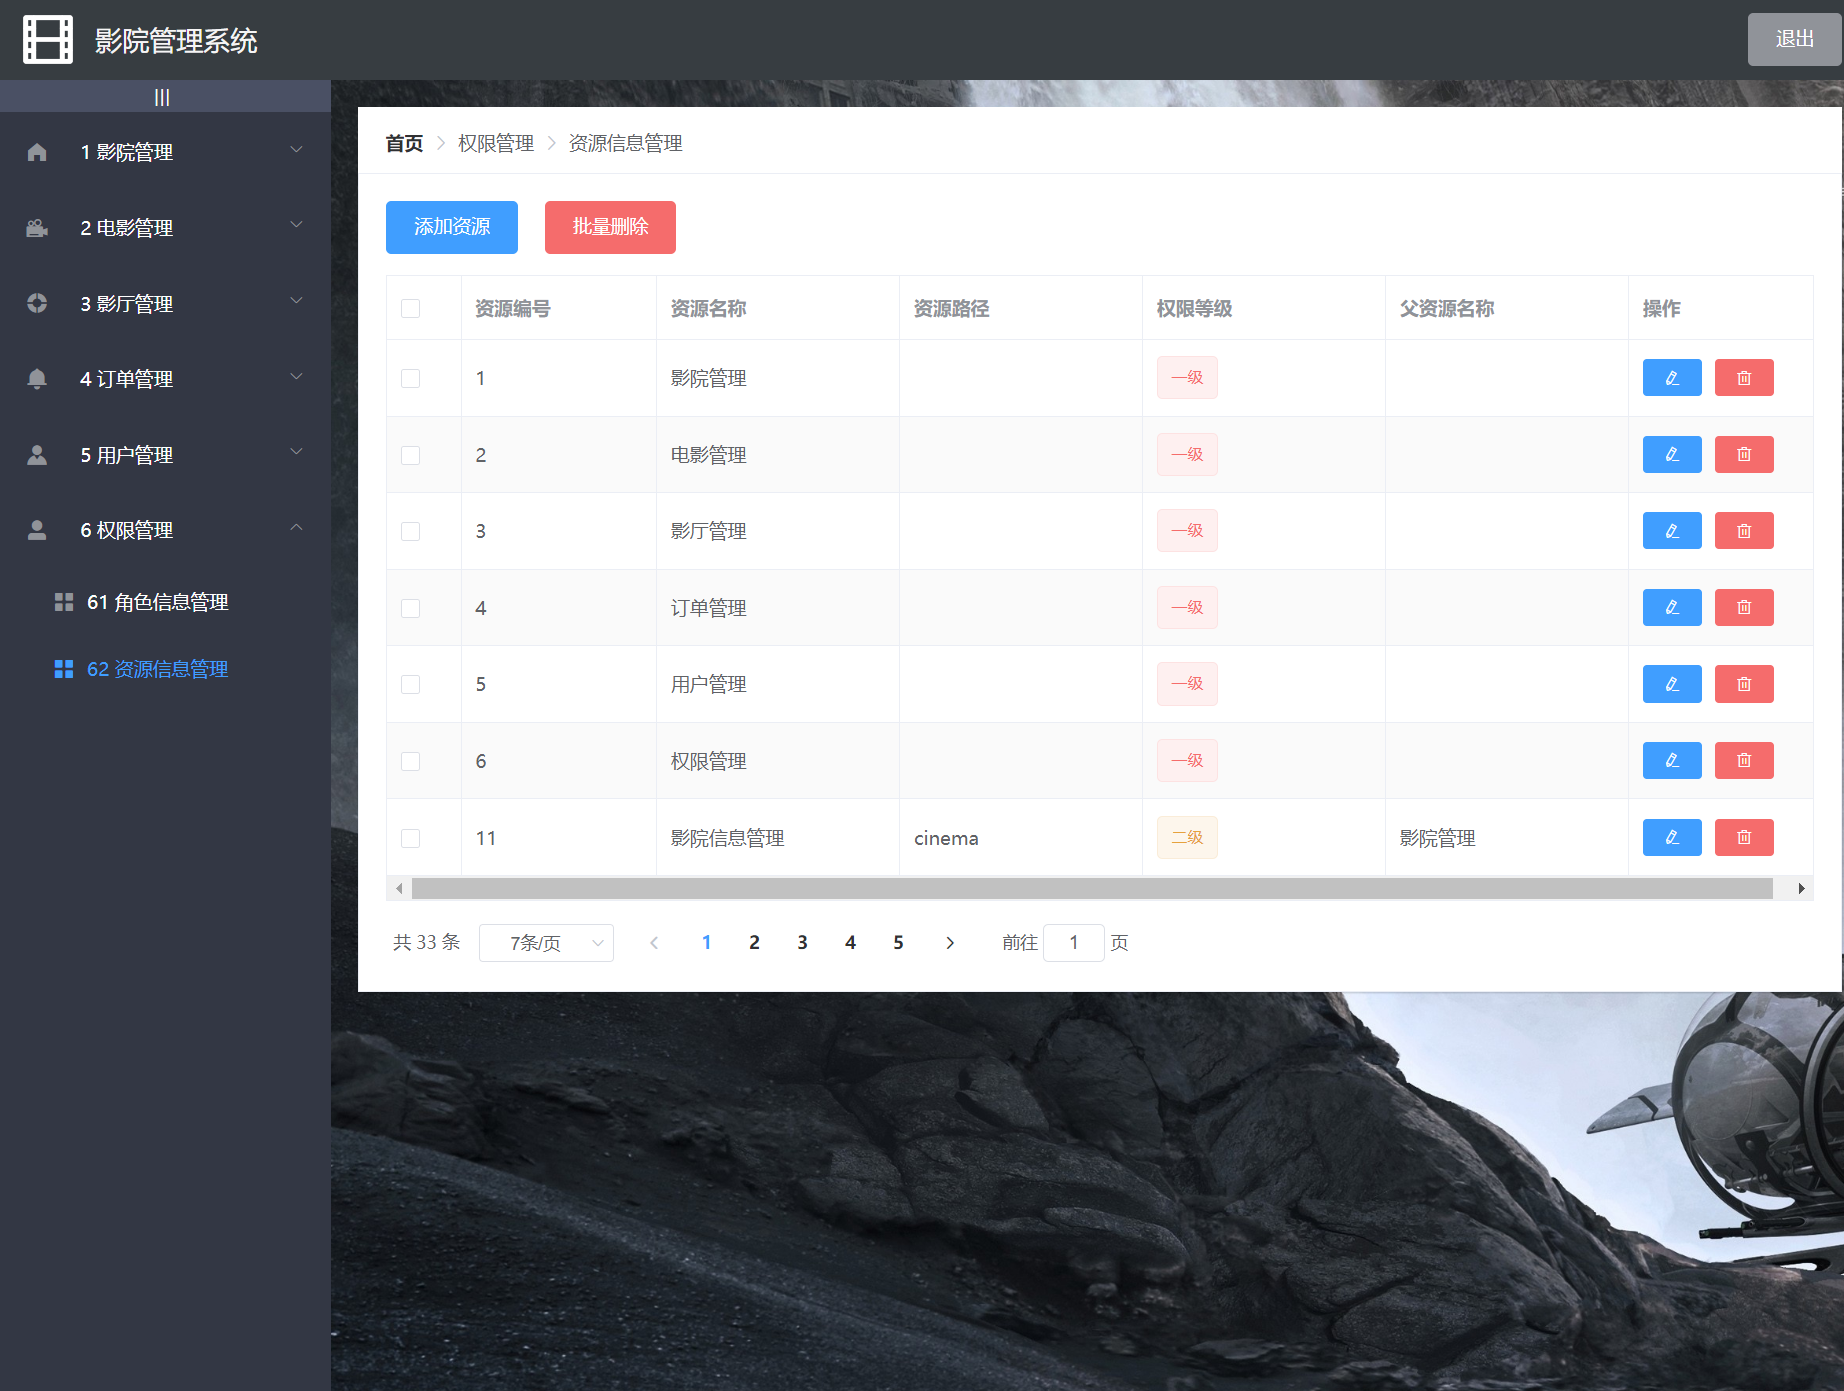 影院管理系统
退出
|||
1 影院管理
2 电影管理
3 影厅管理
4 订单管理
5 用户管理
6 权限管理
61 角色信息管理
62 资源信息管理
首页 权限管理 资源信息管理
添加资源 批量删除
资源编号 资源名称 资源路径 权限等级 父资源名称 操作
1 影院管理 一级
2 电影管理 一级
3 影厅管理 一级
4 订单管理 一级
5 用户管理 一级
6 权限管理 一级
11 影院信息管理 cinema 二级 影院管理
共 33 条 7条/页 1 2 3 4 5 前往 1 页